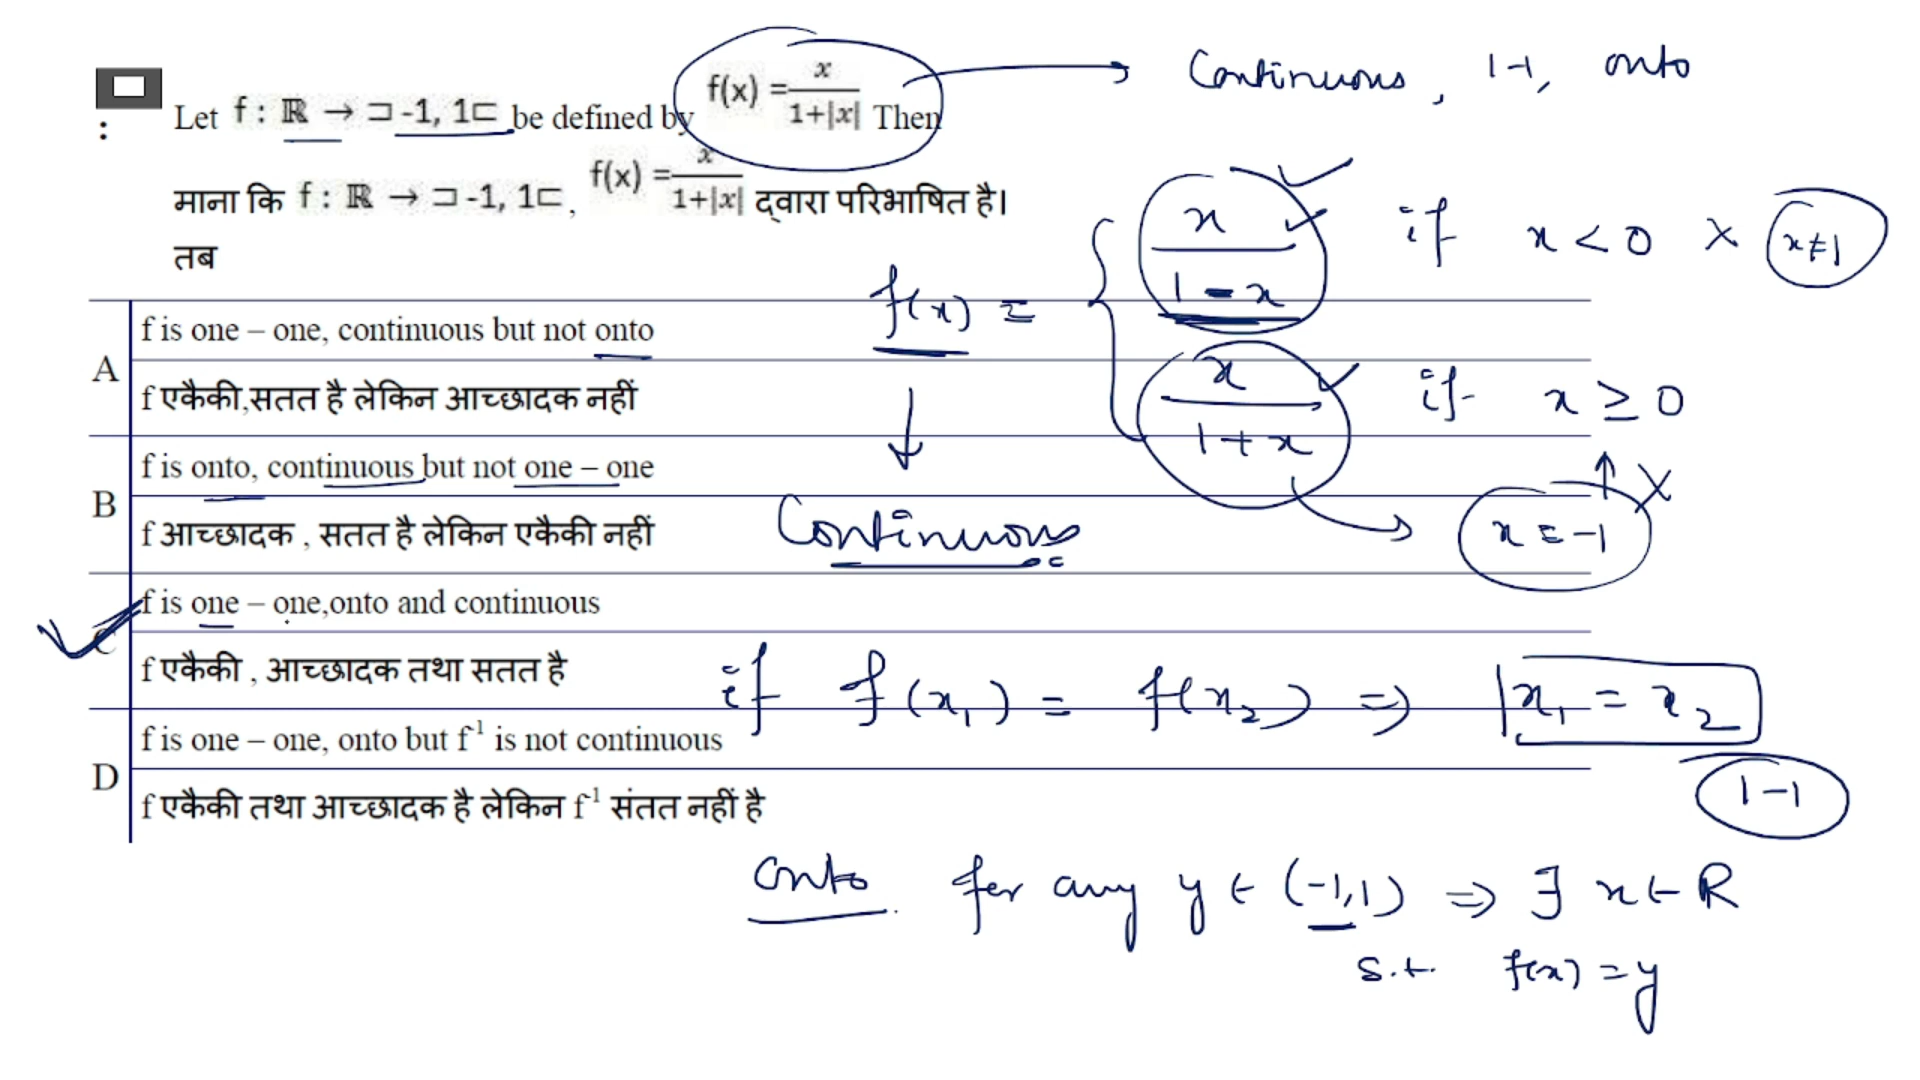 Let f : ℝ → ⊐ -1, 1⊏ be defined by f(x) = x/1+|x| Then
:
माना कि f : ℝ → ⊐ -1, 1⊏ , f(x) = x/1+|x| द्वारा परिभाषित है।
तब
A
f is one – one, continuous but not onto
f एकैकी,सतत है लेकिन आच्छादक नहीं
B
f is onto, continuous but not one – one
f आच्छादक , सतत है लेकिन एकैकी नहीं
C
f is one – one,onto and continuous
f एकैकी , आच्छादक तथा सतत है
D
f is one – one, onto but f⁻¹ is not continuous
f एकैकी तथा आच्छादक है लेकिन f⁻¹ संतत नहीं है
Continuous, 1-1, onto
f(x) = { x/1-x if x < 0 × x≠1
x/1+x if x ≥ 0
↑ ×
x = -1
Continuous
if f(x₁) = f(x₂) ⇒ x₁ = x₂
1-1
onto for any y ∈ (-1,1) ⇒ ∃ x ∈ R
s.t. f(x) = y